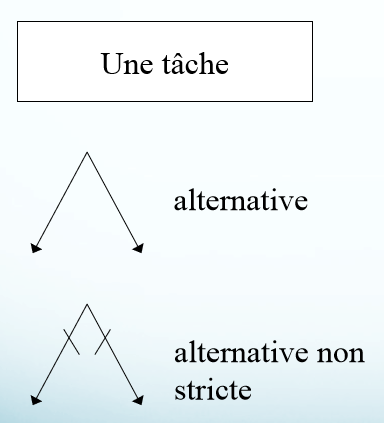 Une tâche
alternative
alternative non
stricte